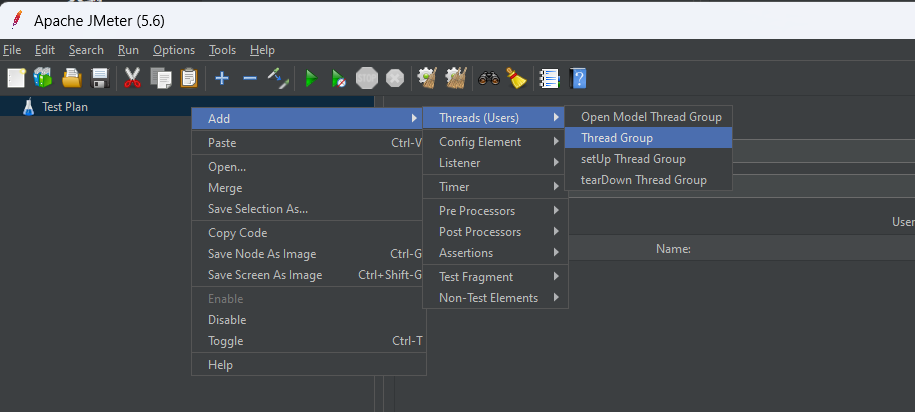 Apache JMeter (5.6)
File Edit Search Run Options Tools Help
STOP
Test Plan
Add
Paste Ctrl-V
Open...
Merge
Save Selection As...
Copy Code
Save Node As Image Ctrl-G
Save Screen As Image Ctrl+Shift-G
Enable
Disable
Toggle Ctrl-T
Help
Threads (Users)
Config Element
Listener
Timer
Pre Processors
Post Processors
Assertions
Test Fragment
Non-Test Elements
Open Model Thread Group
Thread Group
setUp Thread Group
tearDown Thread Group
User
Name: